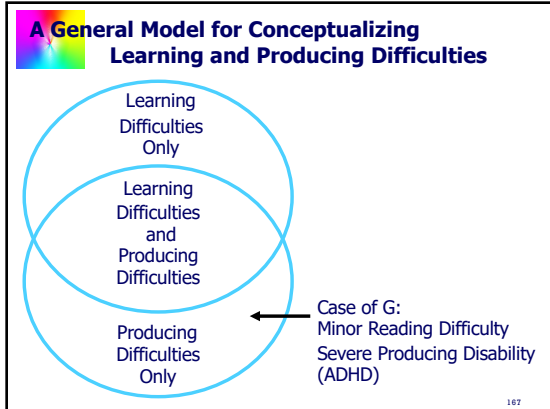 A General Model for Conceptualizing
Learning and Producing Difficulties
Learning
Difficulties
Only
Learning
Difficulties
and
Producing
Difficulties
Producing
Difficulties
Only
Case of G:
Minor Reading Difficulty
Severe Producing Disability
(ADHD)
167